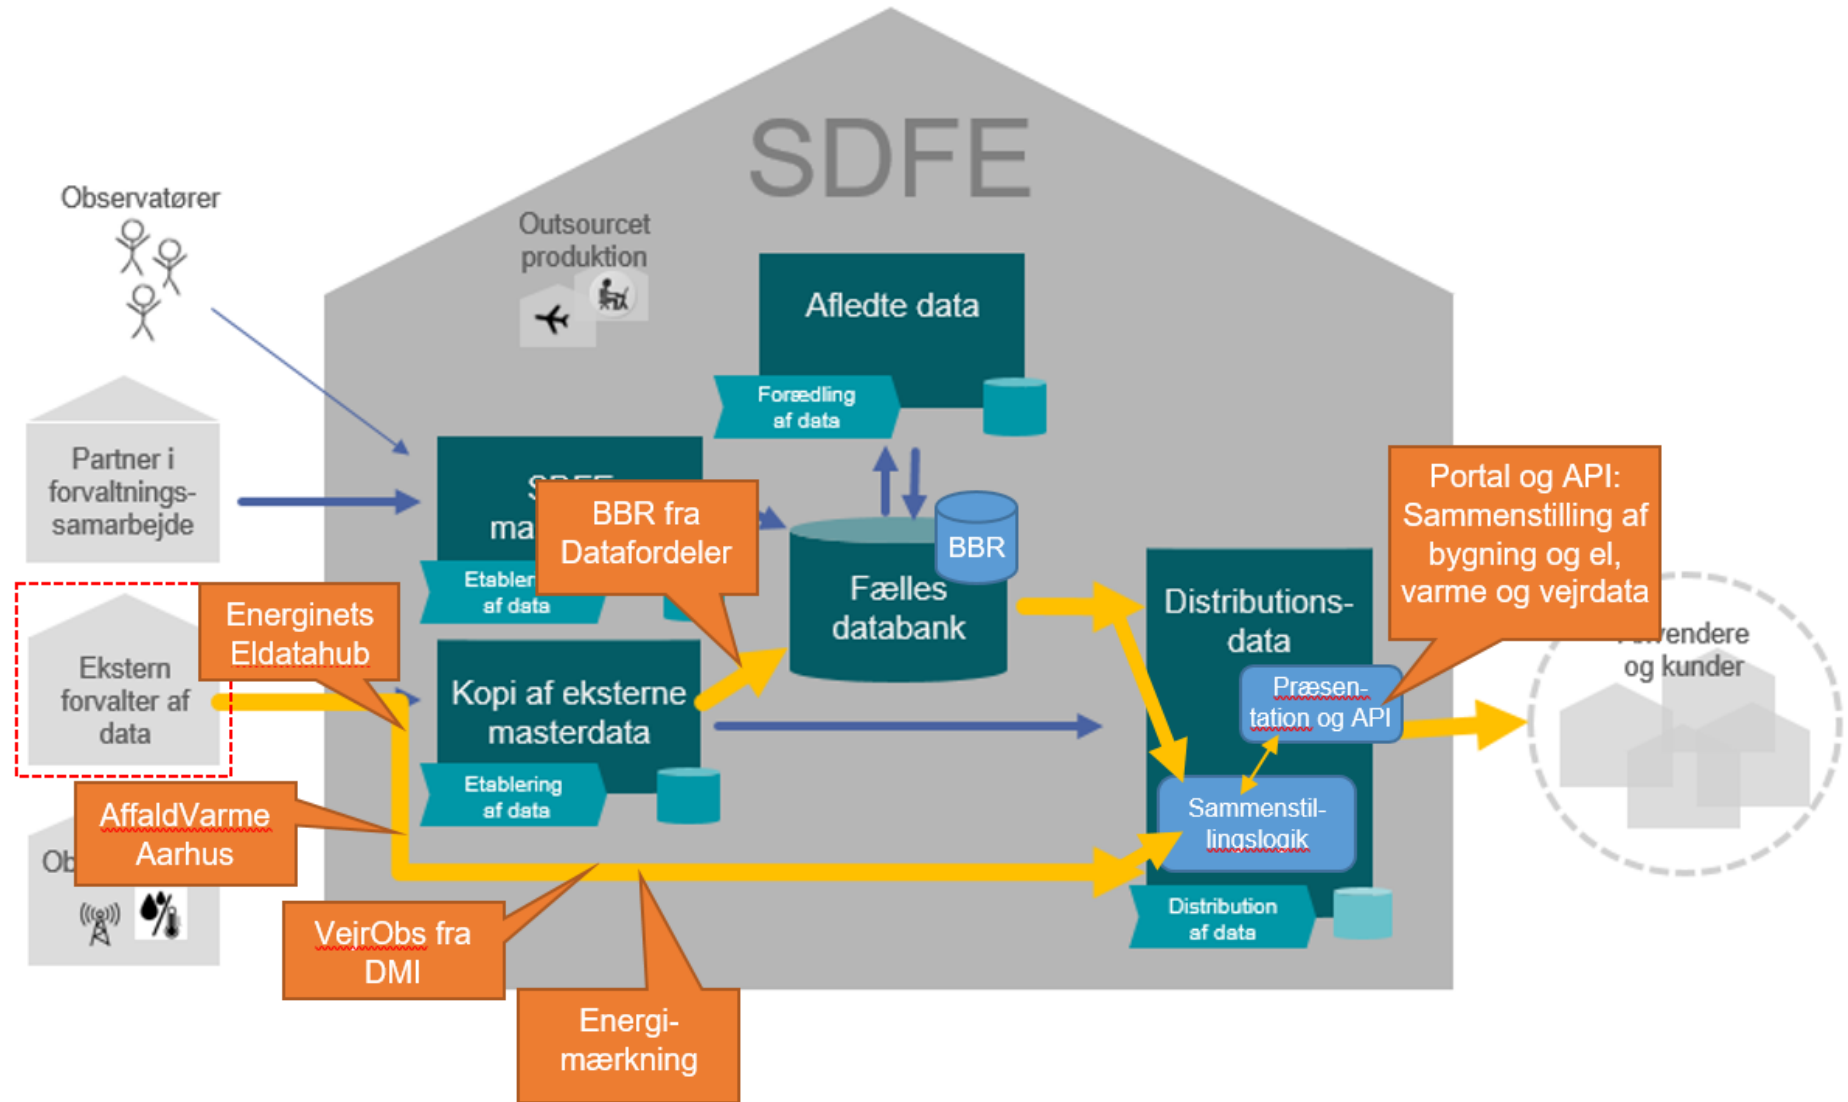 SDFE
Observatører
Outsourcet
produktion
Afledte data
Forædling
af data
Partner i
forvaltnings-
samarbejde
BBR fra
Datafordeler
Etablering
af data
BBR
Fælles
databank
Portal og API:
Sammenstilling af
bygning og el,
varme og vejrdata
Distributions-
data
og kunder
Energinets
Eldatahub
Ekstern
forvalter af
data
Kopi af eksterne
masterdata
Præsen-
tation og API
Etablering
af data
Sammenstil-
lingslogik
AffaldVarme
Aarhus
Distribution
af data
VejrObs fra
DMI
Energi-
mærkning